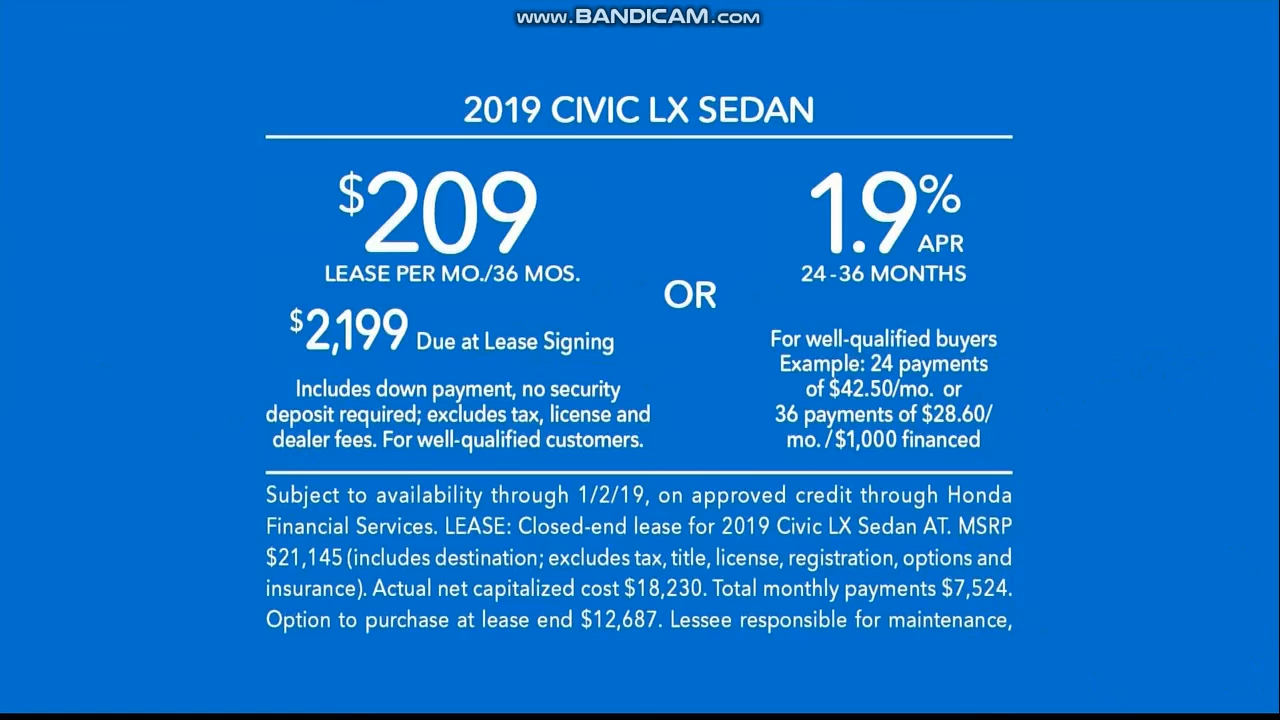 www.BANDICAM.com
2019 CIVIC LX SEDAN
$209
LEASE PER MO./36 MOS.
$2,199 Due at Lease Signing
Includes down payment, no security
deposit required; excludes tax, license and
dealer fees. For well-qualified customers.
OR
1.9% APR
24-36 MONTHS
For well-qualified buyers
Example: 24 payments
of $42.50/mo. or
36 payments of $28.60/
mo. / $1,000 financed
Subject to availability through 1/2/19, on approved credit through Honda
Financial Services. LEASE: Closed-end lease for 2019 Civic LX Sedan AT. MSRP
$21,145 (includes destination; excludes tax, title, license, registration, options and
insurance). Actual net capitalized cost $18,230. Total monthly payments $7,524.
Option to purchase at lease end $12,687. Lessee responsible for maintenance,